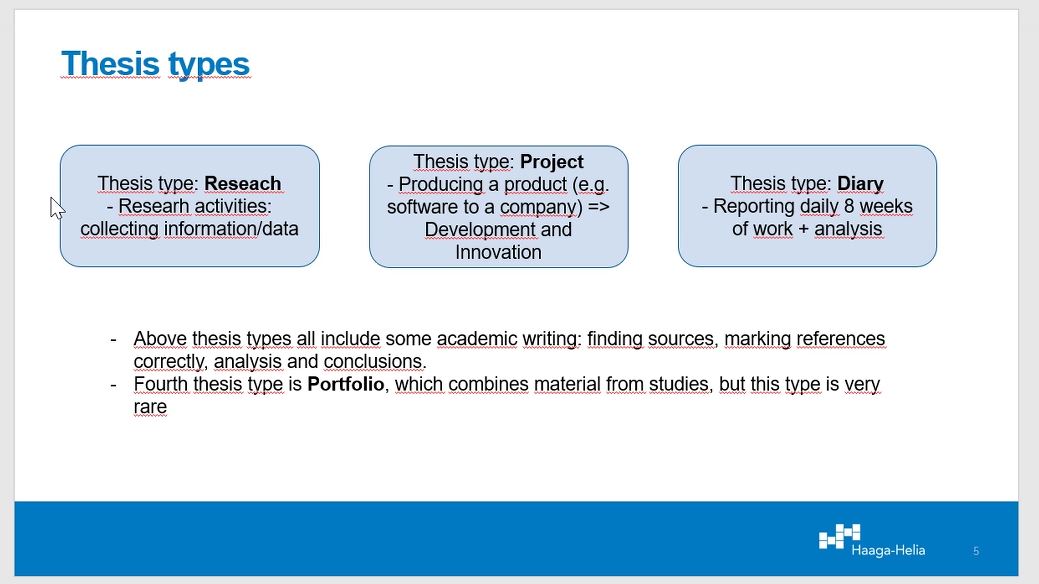 Thesis types
Thesis type: Reseach
- Researh activities:
collecting information/data
Thesis type: Project
- Producing a product (e.g.
software to a company) =>
Development and
Innovation
Thesis type: Diary
- Reporting daily 8 weeks
of work + analysis
- Above thesis types all include some academic writing: finding sources, marking references
correctly, analysis and conclusions.
- Fourth thesis type is Portfolio, which combines material from studies, but this type is very
rare
Haaga-Helia
5